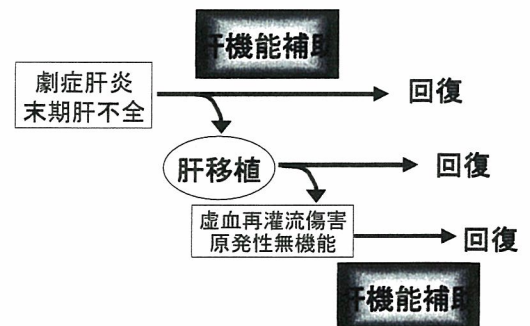 肝機能補助
劇症肝炎
末期肝不全
回復
肝移植
回復
虚血再灌流傷害
原発性無機能
回復
肝機能補助